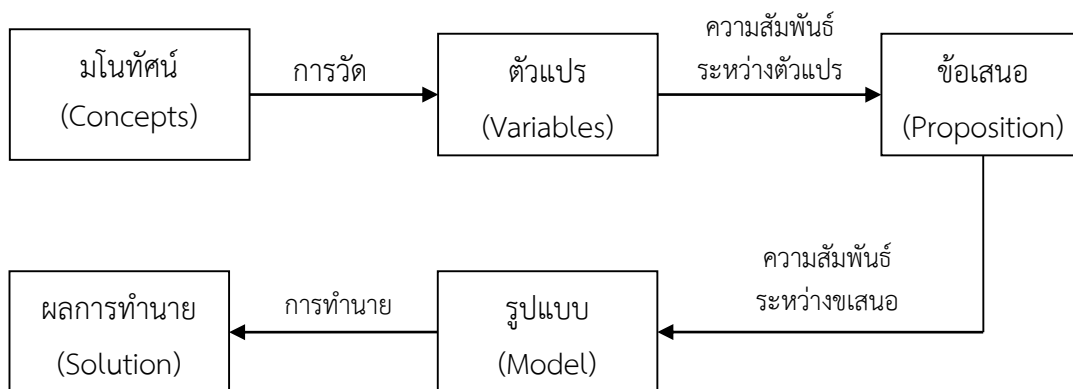 มโนทัศน์
(Concepts)
การวัด
ตัวแปร
(Variables)
ความสัมพันธ์
ระหว่างตัวแปร
ข้อเสนอ
(Proposition)
ความสัมพันธ์
ระหว่างขเสนอ
รูปแบบ
(Model)
การทำนาย
ผลการทำนาย
(Solution)